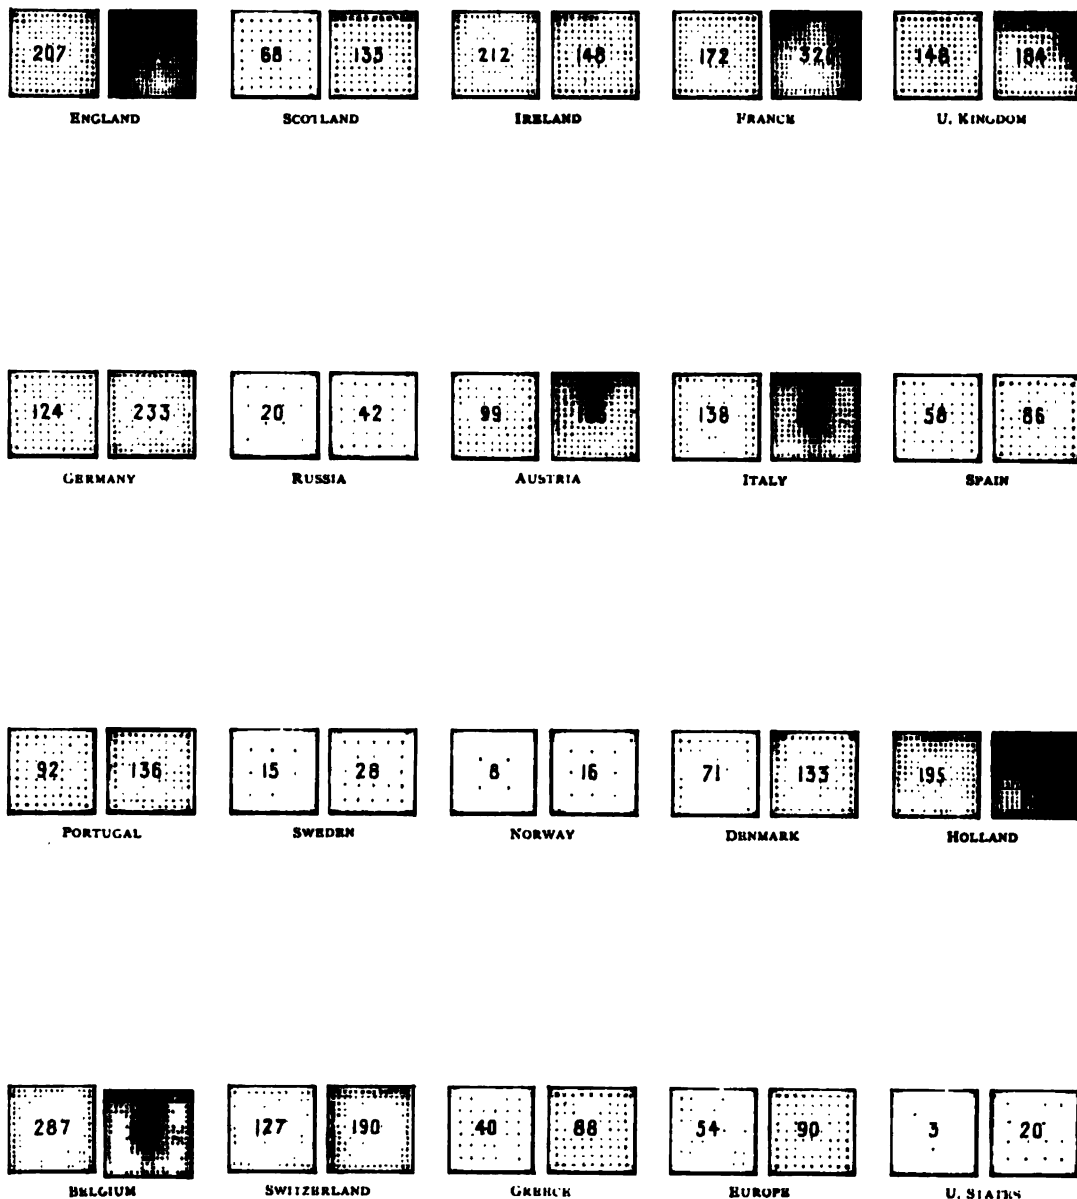 207 68 133 212 148 172 321 148 184
ENGLAND SCOTLAND IRELAND FRANCE U. KINGDOM
124 233 20 42 99 138 58 86
GERMANY RUSSIA AUSTRIA ITALY SPAIN
92 136 15 28 8 16 71 133 195
PORTUGAL SWEDEN NORWAY DENMARK HOLLAND
287 127 190 40 88 54 90 3 20
BELGIUM SWITZERLAND GREECE EUROPE U. STATES